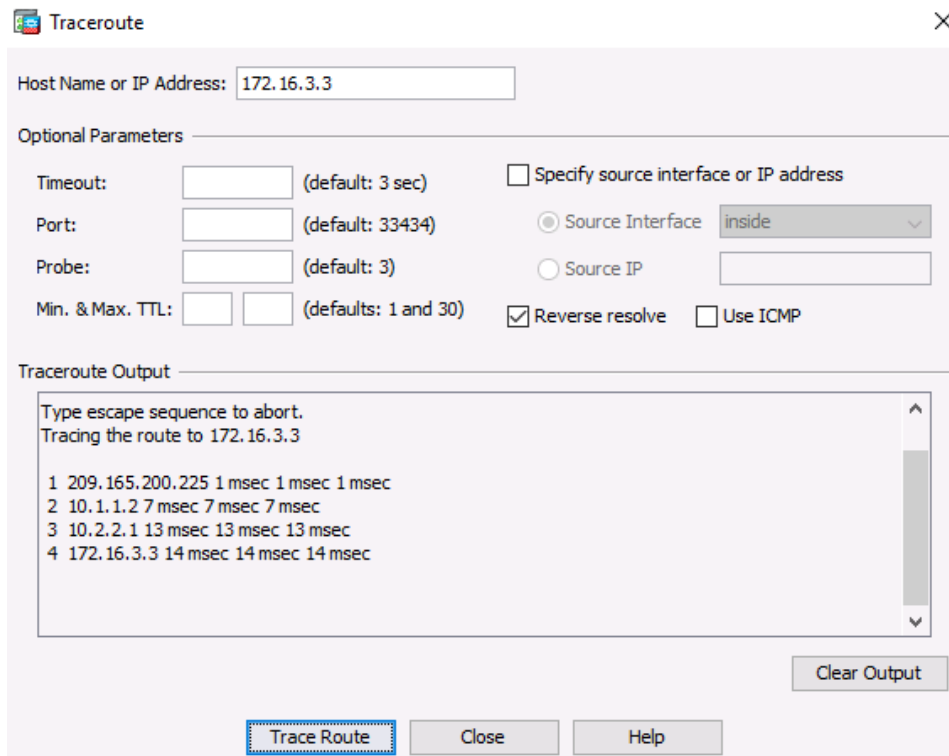 Traceroute
Host Name or IP Address: 172.16.3.3
Optional Parameters
Timeout: (default: 3 sec)
Specify source interface or IP address
Port: (default: 33434)
Source Interface inside
Probe: (default: 3)
Source IP
Min. & Max. TTL: (defaults: 1 and 30)
Reverse resolve Use ICMP
Traceroute Output
Type escape sequence to abort.
Tracing the route to 172.16.3.3
1 209.165.200.225 1 msec 1 msec 1 msec
2 10.1.1.2 7 msec 7 msec 7 msec
3 10.2.2.1 13 msec 13 msec 13 msec
4 172.16.3.3 14 msec 14 msec 14 msec
Clear Output
Trace Route Close Help